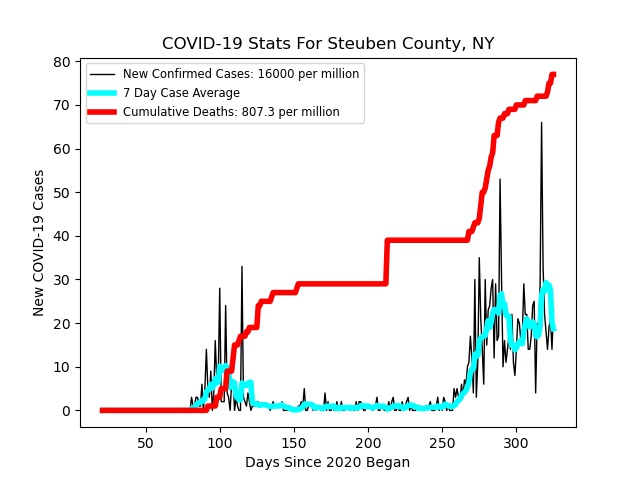 COVID-19 Stats For Steuben County, NY
New Confirmed Cases: 16000 per million
7 Day Case Average
Cumulative Deaths: 807.3 per million
New COVID-19 Cases
80
70
60
50
40
30
20
10
0
50 100 150 200 250 300
Days Since 2020 Began